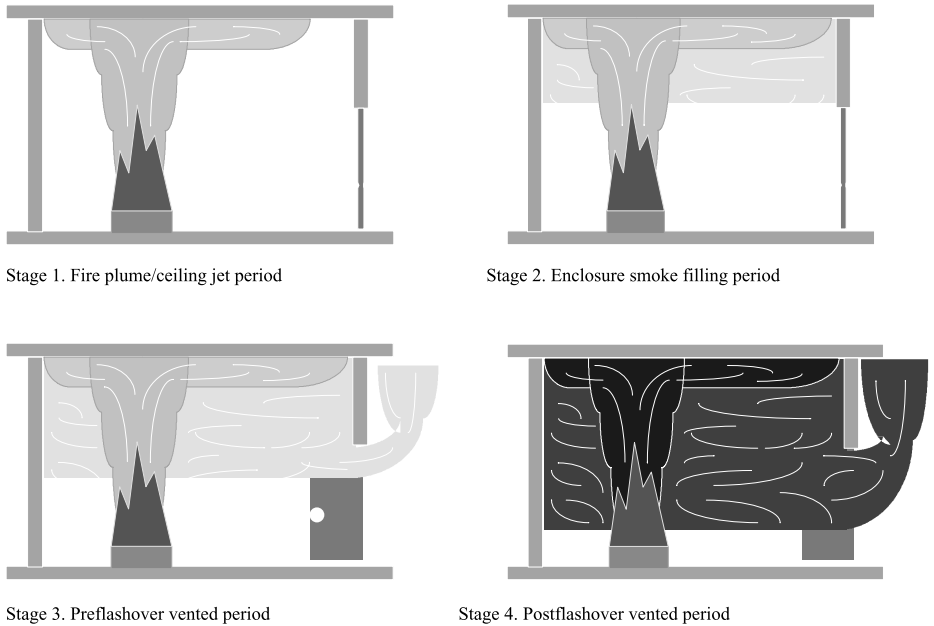 Stage 1. Fire plume/ceiling jet period
Stage 2. Enclosure smoke filling period
Stage 3. Preflashover vented period
Stage 4. Postflashover vented period